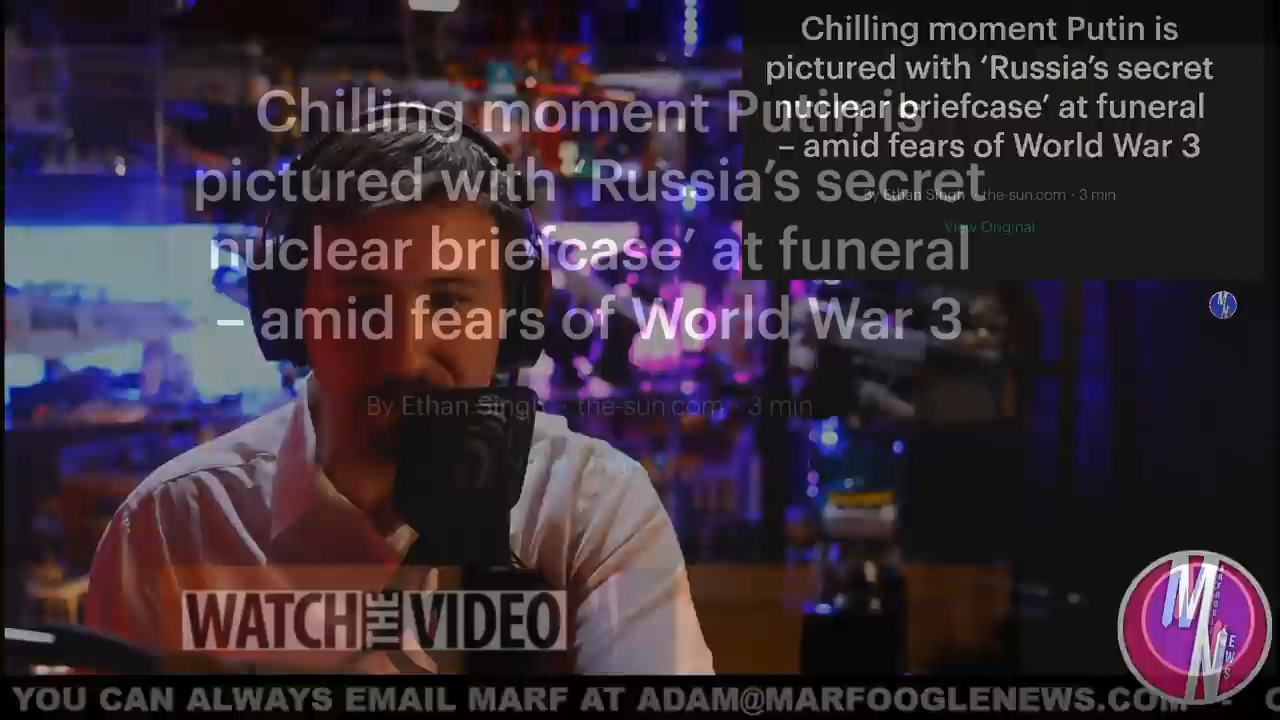 Chilling moment Putin is
pictured with ‘Russia’s secret
nuclear briefcase’ at funeral
– amid fears of World War 3
By Ethan Singh · the-sun.com · 3 min
View Original
Chilling moment Putin is
pictured with ‘Russia’s secret
nuclear briefcase’ at funeral
– amid fears of World War 3
By Ethan Singh · the-sun.com · 3 min
WATCH THE VIDEO
MN
MN
YOU CAN ALWAYS EMAIL MARF AT ADAM@MARFOOGLENEWS.COM